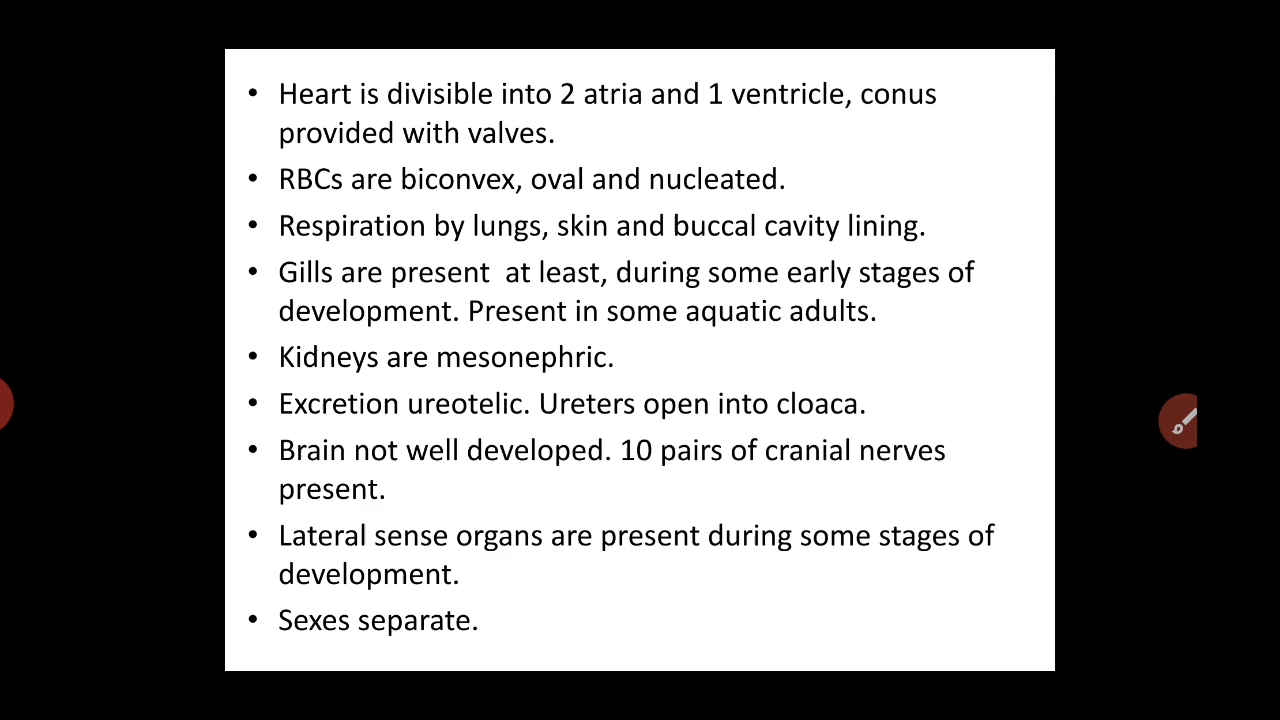 • Heart is divisible into 2 atria and 1 ventricle, conus
provided with valves.
• RBCs are biconvex, oval and nucleated.
• Respiration by lungs, skin and buccal cavity lining.
• Gills are present  at least, during some early stages of
development. Present in some aquatic adults.
• Kidneys are mesonephric.
• Excretion ureotelic. Ureters open into cloaca.
• Brain not well developed. 10 pairs of cranial nerves
present.
• Lateral sense organs are present during some stages of
development.
• Sexes separate.